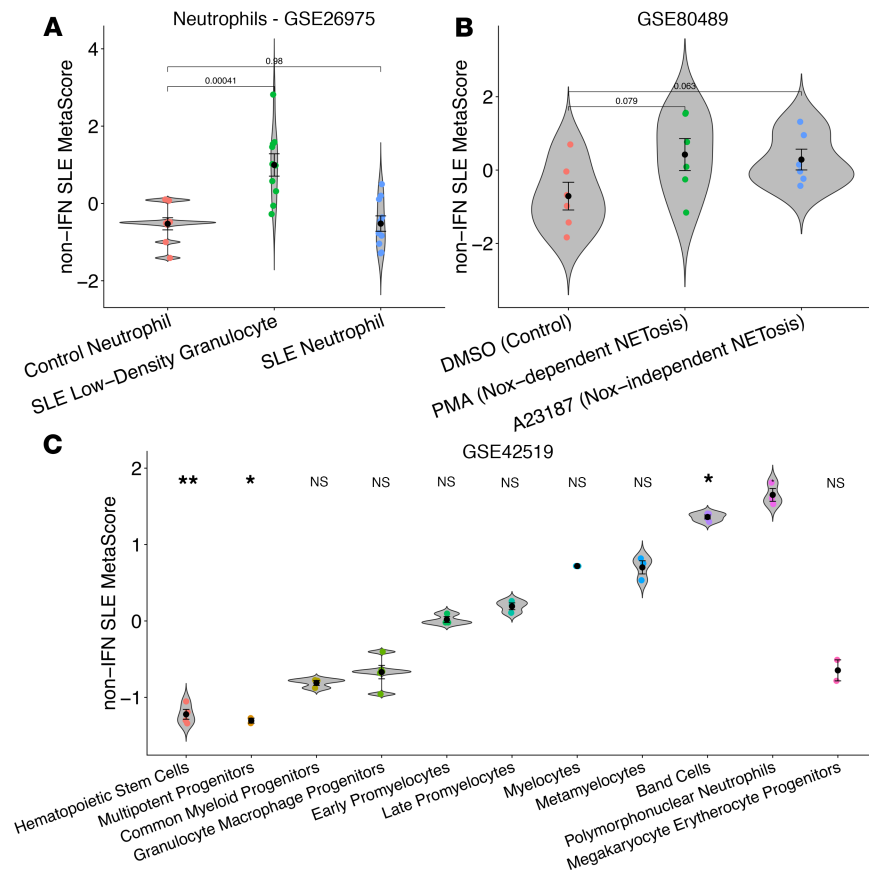 A
Neutrophils - GSE26975
non−IFN SLE MetaScore
4
2
0
−2
0.98
0.00041
Control Neutrophil
SLE Low−Density Granulocyte
SLE Neutrophil
B
GSE80489
non−IFN SLE MetaScore
2
0
−2
0.063
0.079
DMSO (Control)
PMA (Nox−dependent NETosis)
A23187 (Nox−independent NETosis)
C
GSE42519
non−IFN SLE MetaScore
2
1
0
−1
** * NS NS NS NS NS NS * NS
Hematopoietic Stem Cells
Multipotent Progenitors
Common Myeloid Progenitors
Granulocyte Macrophage Progenitors
Early Promyelocytes
Late Promyelocytes
Myelocytes
Metamyelocytes
Band Cells
Polymorphonuclear Neutrophils
Megakaryocyte Erytherocyte Progenitors